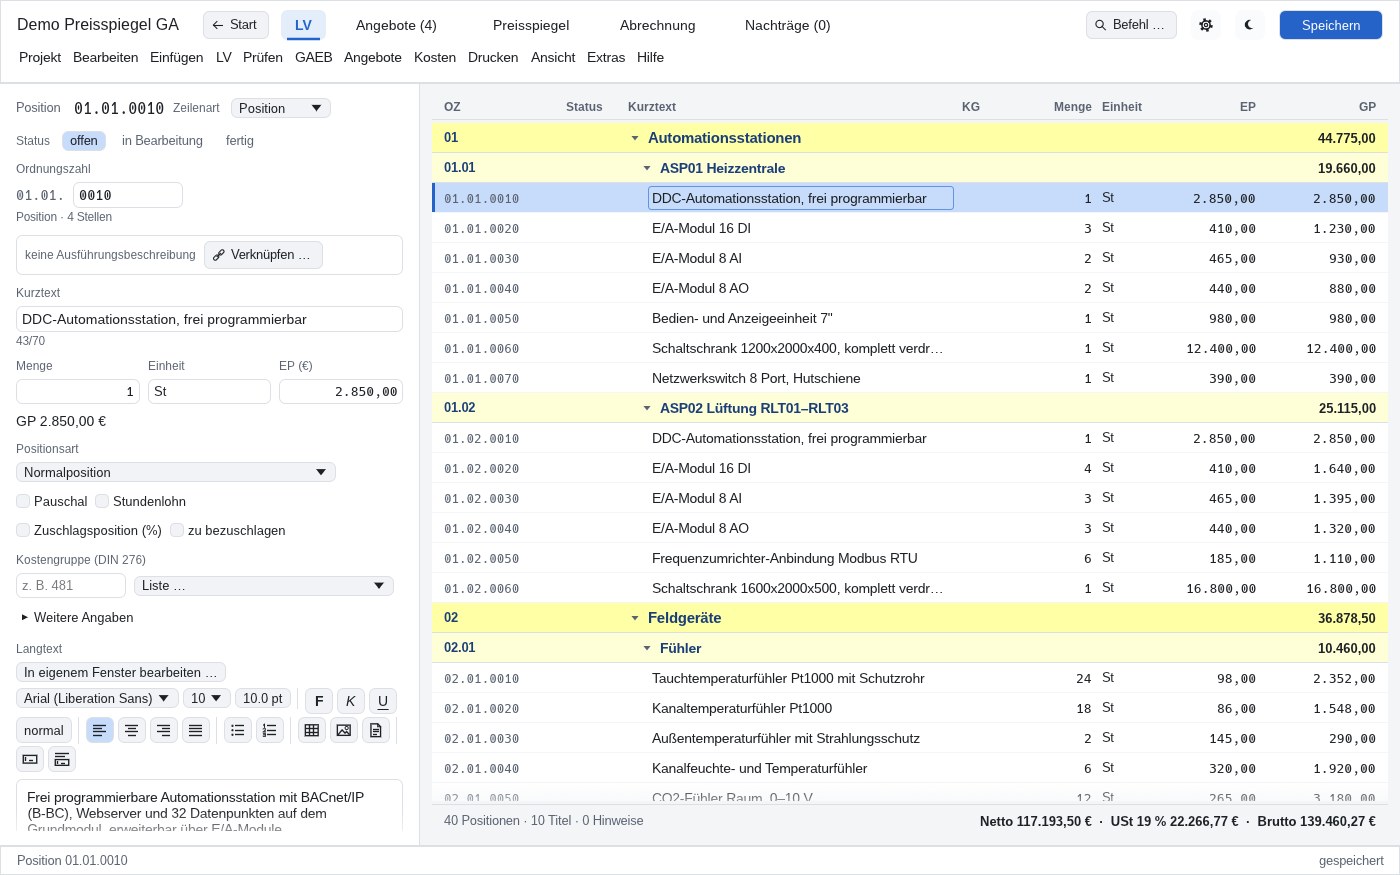 Demo Preisspiegel GA ← Start LV Angebote (4) Preisspiegel Abrechnung Nachträge (0) Befehl … Speichern
Projekt Bearbeiten Einfügen LV Prüfen GAEB Angebote Kosten Drucken Ansicht Extras Hilfe
Position 01.01.0010 Zeilenart Position
Status offen in Bearbeitung fertig
Ordnungszahl
01.01. 0010
Position · 4 Stellen
keine Ausführungsbeschreibung Verknüpfen …
Kurztext
DDC-Automationsstation, frei programmierbar
43/70
Menge Einheit EP (€)
1 St 2.850,00
GP 2.850,00 €
Positionsart
Normalposition
Pauschal Stundenlohn
Zuschlagsposition (%) zu bezuschlagen
Kostengruppe (DIN 276)
z. B. 481 Liste …
Weitere Angaben
Langtext
In eigenem Fenster bearbeiten …
Arial (Liberation Sans) 10 10.0 pt F K U
normal
Frei programmierbare Automationsstation mit BACnet/IP
(B-BC), Webserver und 32 Datenpunkten auf dem
Grundmodul, erweiterbar über E/A-Module.
OZ Status Kurztext KG Menge Einheit EP GP
01 Automationsstationen 44.775,00
01.01 ASP01 Heizzentrale 19.660,00
01.01.0010 DDC-Automationsstation, frei programmierbar 1 St 2.850,00 2.850,00
01.01.0020 E/A-Modul 16 DI 3 St 410,00 1.230,00
01.01.0030 E/A-Modul 8 AI 2 St 465,00 930,00
01.01.0040 E/A-Modul 8 AO 2 St 440,00 880,00
01.01.0050 Bedien- und Anzeigeeinheit 7" 1 St 980,00 980,00
01.01.0060 Schaltschrank 1200x2000x400, komplett verdr… 1 St 12.400,00 12.400,00
01.01.0070 Netzwerkswitch 8 Port, Hutschiene 1 St 390,00 390,00
01.02 ASP02 Lüftung RLT01–RLT03 25.115,00
01.02.0010 DDC-Automationsstation, frei programmierbar 1 St 2.850,00 2.850,00
01.02.0020 E/A-Modul 16 DI 4 St 410,00 1.640,00
01.02.0030 E/A-Modul 8 AI 3 St 465,00 1.395,00
01.02.0040 E/A-Modul 8 AO 3 St 440,00 1.320,00
01.02.0050 Frequenzumrichter-Anbindung Modbus RTU 6 St 185,00 1.110,00
01.02.0060 Schaltschrank 1600x2000x500, komplett verdr… 1 St 16.800,00 16.800,00
02 Feldgeräte 36.878,50
02.01 Fühler 10.460,00
02.01.0010 Tauchtemperaturfühler Pt1000 mit Schutzrohr 24 St 98,00 2.352,00
02.01.0020 Kanaltemperaturfühler Pt1000 18 St 86,00 1.548,00
02.01.0030 Außentemperaturfühler mit Strahlungsschutz 2 St 145,00 290,00
02.01.0040 Kanalfeuchte- und Temperaturfühler 6 St 320,00 1.920,00
02.01.0050 CO2-Fühler Raum, 0–10 V 12 St 265,00 3.180,00
40 Positionen · 10 Titel · 0 Hinweise Netto 117.193,50 € · USt 19 % 22.266,77 € · Brutto 139.460,27 €
Position 01.01.0010 gespeichert